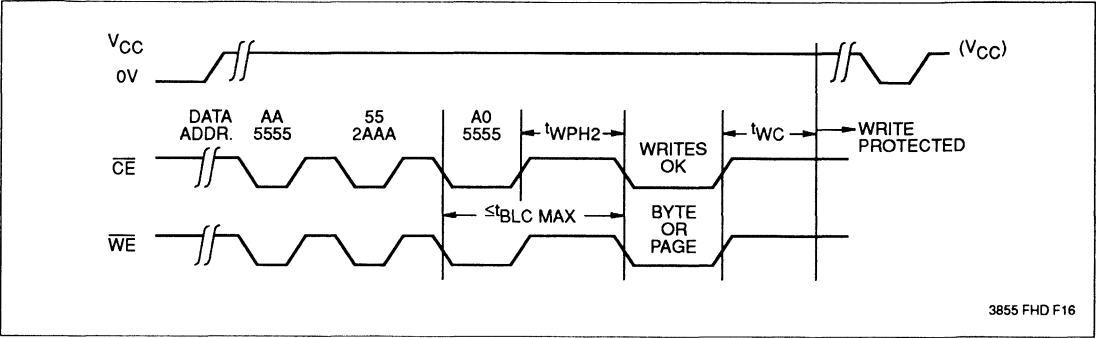 VCC
0V
(VCC)
DATA AA 55 A0
ADDR. 5555 2AAA 5555
tWPH2
WRITES
OK
tWC
WRITE
PROTECTED
CE
≤tBLC MAX
BYTE
OR
PAGE
WE
3855 FHD F16